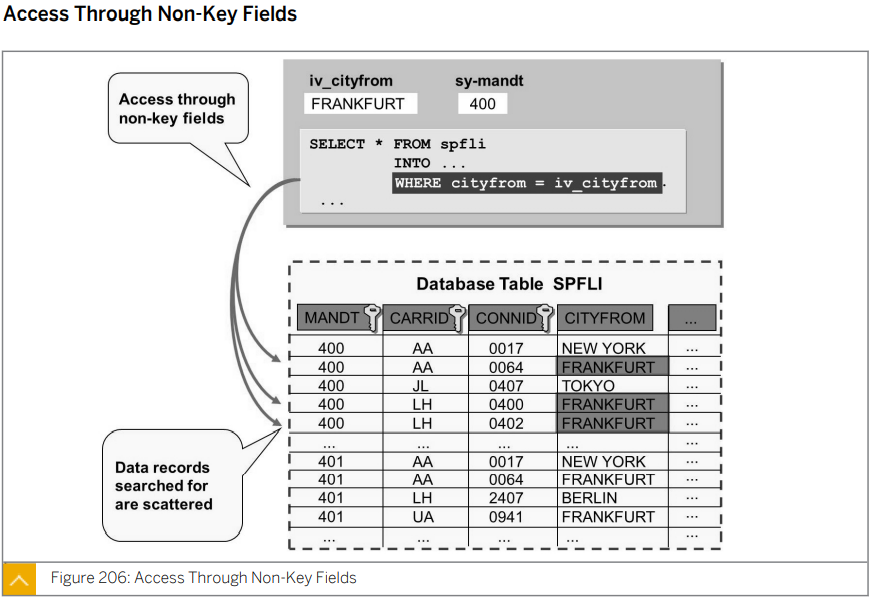 Access Through Non-Key Fields
iv_cityfrom sy-mandt
FRANKFURT 400
Access through
non-key fields
SELECT * FROM spfli
INTO ...
WHERE cityfrom = iv_cityfrom.
...
Database Table SPFLI
MANDT CARRID CONNID CITYFROM ...
400 AA 0017 NEW YORK ...
400 AA 0064 FRANKFURT ...
400 JL 0407 TOKYO ...
400 LH 0400 FRANKFURT ...
400 LH 0402 FRANKFURT ...
... ... ... ... ...
401 AA 0017 NEW YORK ...
401 AA 0064 FRANKFURT ...
401 LH 2407 BERLIN ...
401 UA 0941 FRANKFURT ...
... ... ... ... ...
Data records
searched for
are scattered
Figure 206: Access Through Non-Key Fields